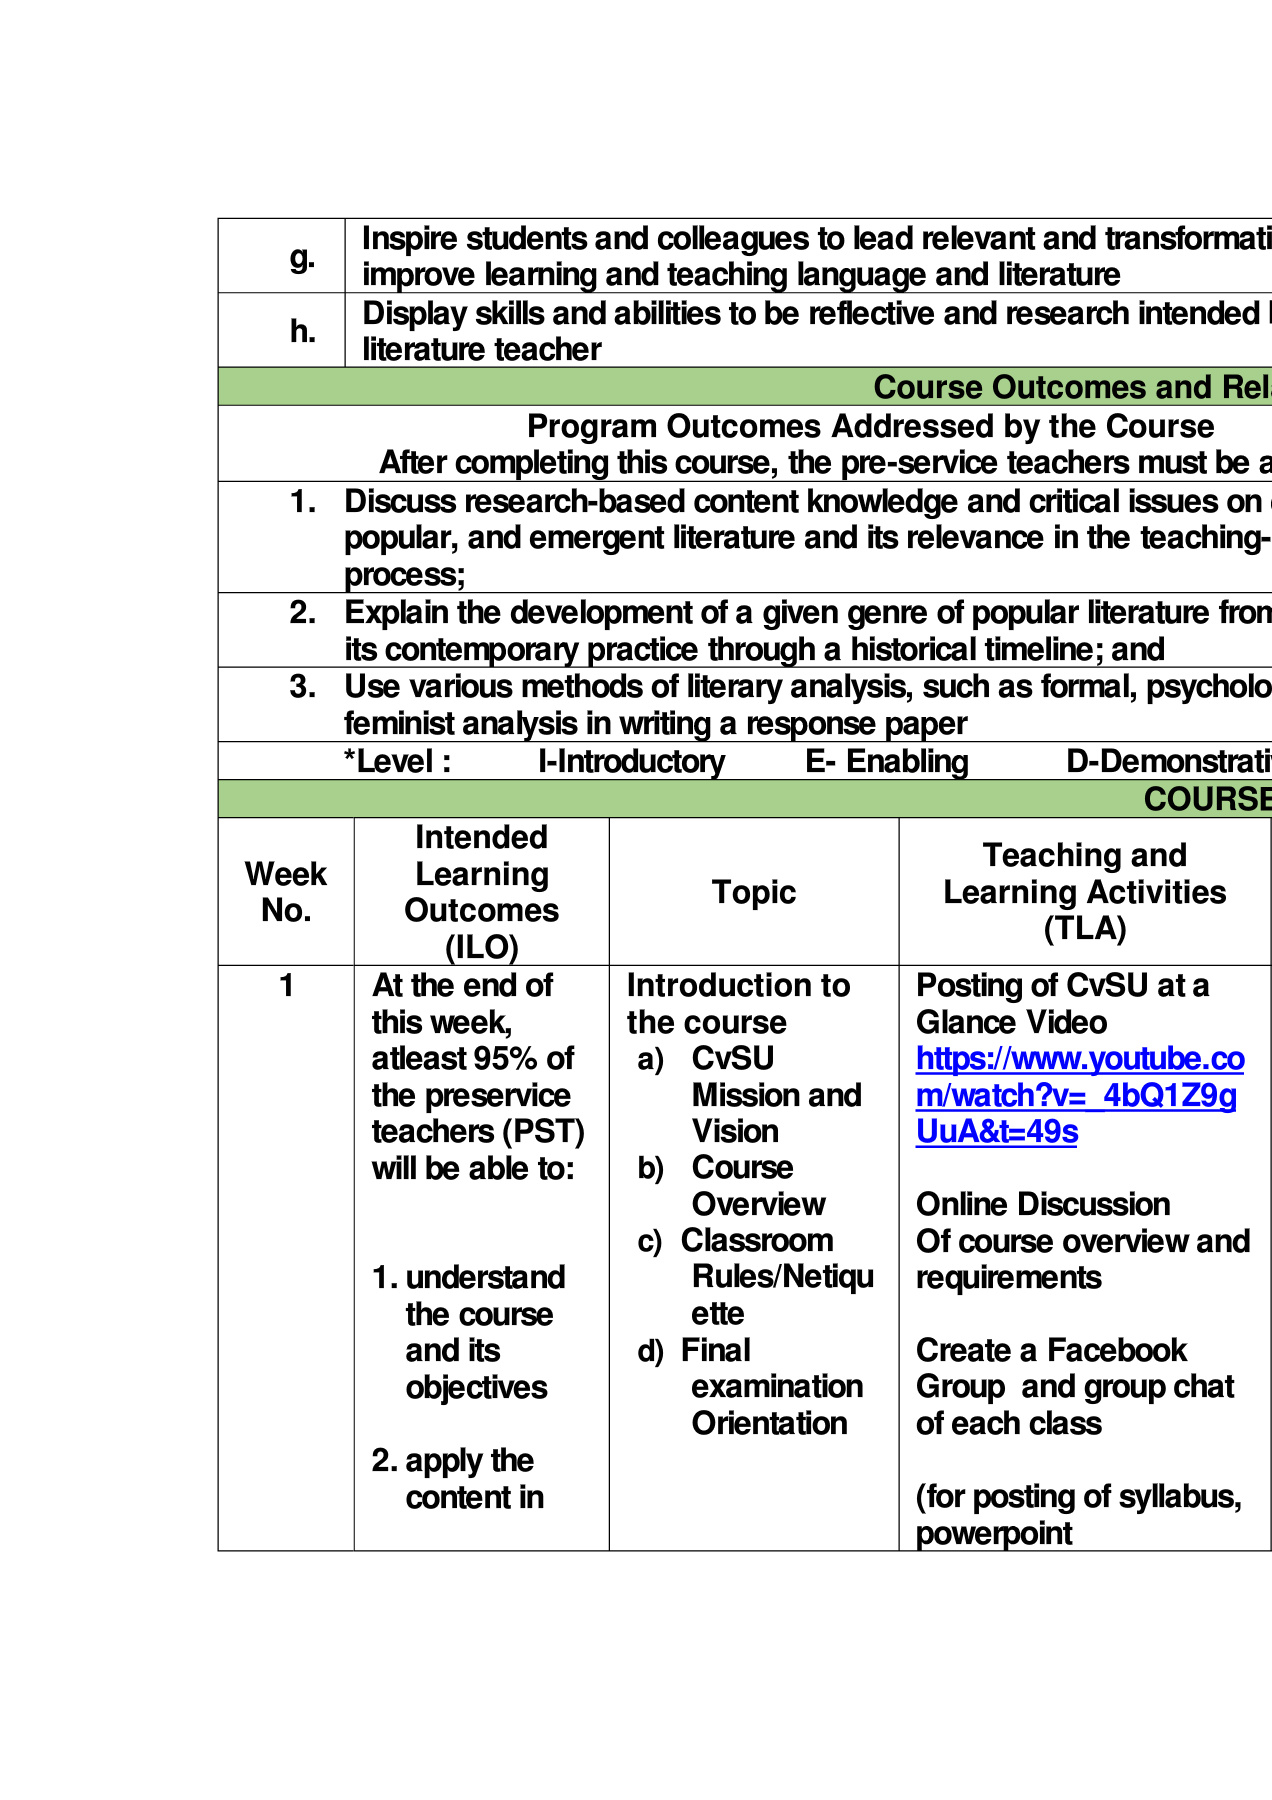 g.
Inspire students and colleagues to lead relevant and transformati
improve learning and teaching language and literature
h.
Display skills and abilities to be reflective and research intended
literature teacher
Course Outcomes and Rel
Program Outcomes Addressed by the Course
After completing this course, the pre-service teachers must be a
1. Discuss research-based content knowledge and critical issues on
popular, and emergent literature and its relevance in the teaching-
process;
2. Explain the development of a given genre of popular literature from
its contemporary practice through a historical timeline; and
3. Use various methods of literary analysis, such as formal, psycholo
feminist analysis in writing a response paper
*Level : I-Introductory E- Enabling D-Demonstrati
COURSE
Week
No.
Intended
Learning
Outcomes
(ILO)
Topic
Teaching and
Learning Activities
(TLA)
1
At the end of
this week,
atleast 95% of
the preservice
teachers (PST)
will be able to:
1. understand
the course
and its
objectives
2. apply the
content in
Introduction to
the course
a) CvSU
Mission and
Vision
b) Course
Overview
c) Classroom
Rules/Netiqu
ette
d) Final
examination
Orientation
Posting of CvSU at a
Glance Video
https://www.youtube.co
m/watch?v=_4bQ1Z9g
UuA&t=49s
Online Discussion
Of course overview and
requirements
Create a Facebook
Group and group chat
of each class
(for posting of syllabus,
powerpoint